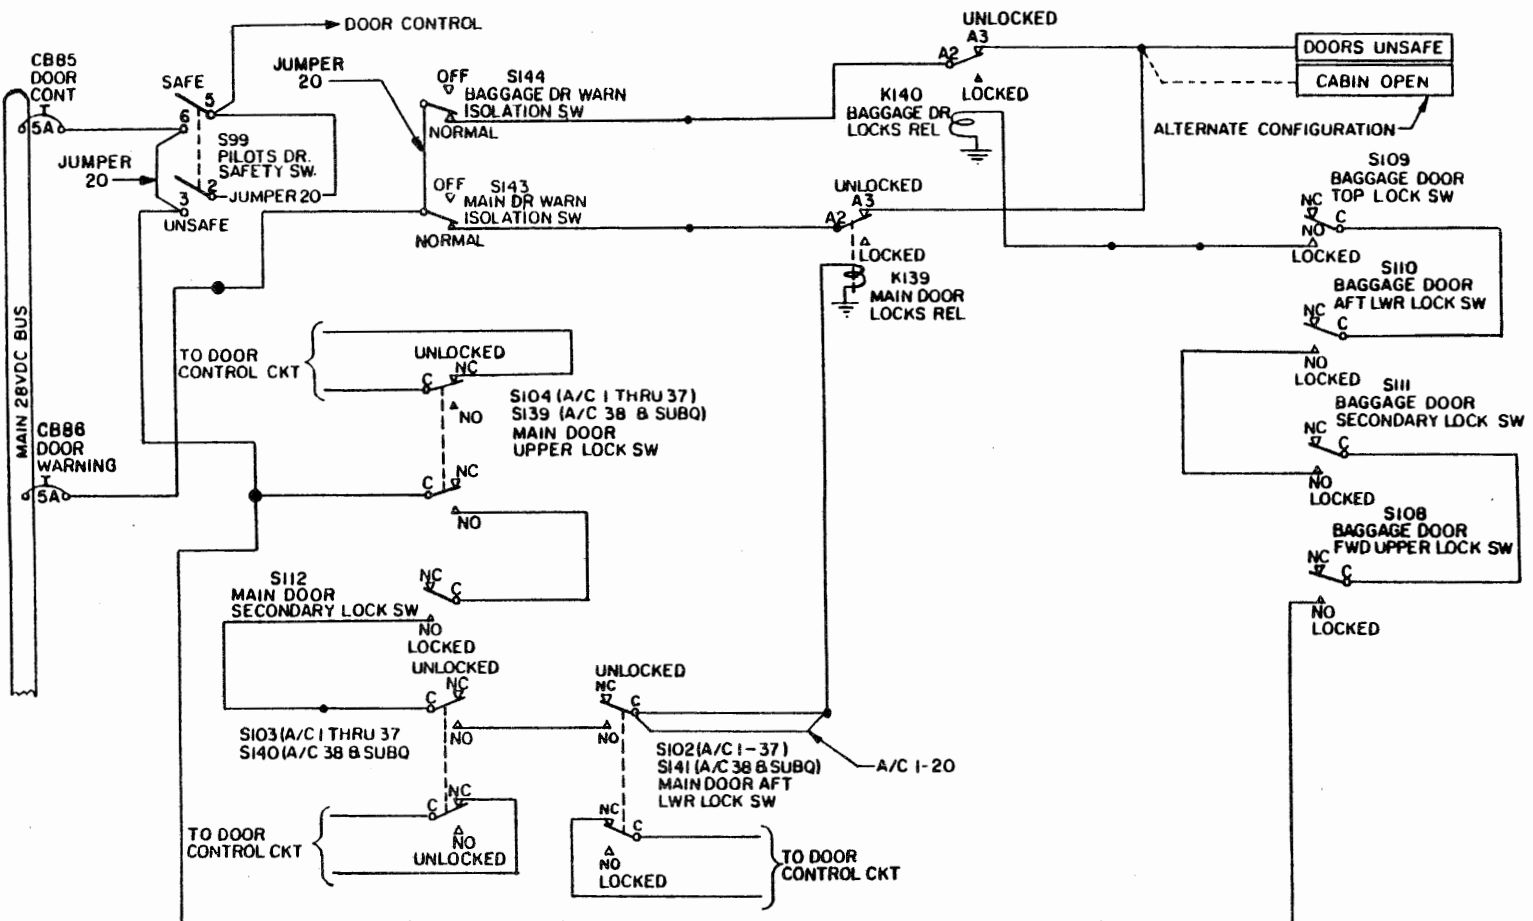 DOOR CONTROL
CB85
DOOR
CONT
5A
SAFE
5
6
S99
PILOTS DR.
SAFETY SW.
2
JUMPER 20
3
UNSAFE
JUMPER
20
JUMPER
20
OFF
S144
BAGGAGE DR WARN
ISOLATION SW
NORMAL
OFF
S143
MAIN DR WARN
ISOLATION SW
NORMAL
UNLOCKED
A3
A2
LOCKED
K140
BAGGAGE DR
LOCKS REL
DOORS UNSAFE
CABIN OPEN
ALTERNATE CONFIGURATION
UNLOCKED
A3
A2
LOCKED
K139
MAIN DOOR
LOCKS REL
S109
BAGGAGE DOOR
TOP LOCK SW
NC
C
NO
LOCKED
S110
BAGGAGE DOOR
AFT LWR LOCK SW
NC
C
NO
LOCKED
S111
BAGGAGE DOOR
SECONDARY LOCK SW
NC
C
NO
LOCKED
S108
BAGGAGE DOOR
FWD UPPER LOCK SW
NC
C
NO
LOCKED
MAIN 28VDC BUS
CB86
DOOR
WARNING
5A
TO DOOR
CONTROL CKT
UNLOCKED
C
NC
NO
S104 (A/C 1 THRU 37)
S139 (A/C 38 & SUBQ)
MAIN DOOR
UPPER LOCK SW
C
NC
NO
S112
MAIN DOOR
SECONDARY LOCK SW
NC
C
NO
LOCKED
UNLOCKED
NC
C
NO
S103 (A/C 1 THRU 37
S140 (A/C 38 & SUBQ
UNLOCKED
NC
C
NO
S102 (A/C 1-37)
S141 (A/C 38 & SUBQ)
MAIN DOOR AFT
LWR LOCK SW
A/C 1-20
TO DOOR
CONTROL CKT
C
NC
NO
UNLOCKED
NC
C
NO
LOCKED
TO DOOR
CONTROL CKT